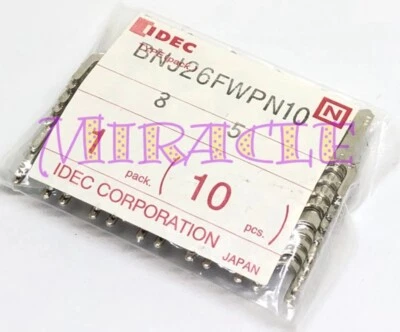 IDEC
BNJ26FWPN10
N
8 5
MIRACLE
1 pack. ( 10 pcs. )
IDEC CORPORATION
JAPAN